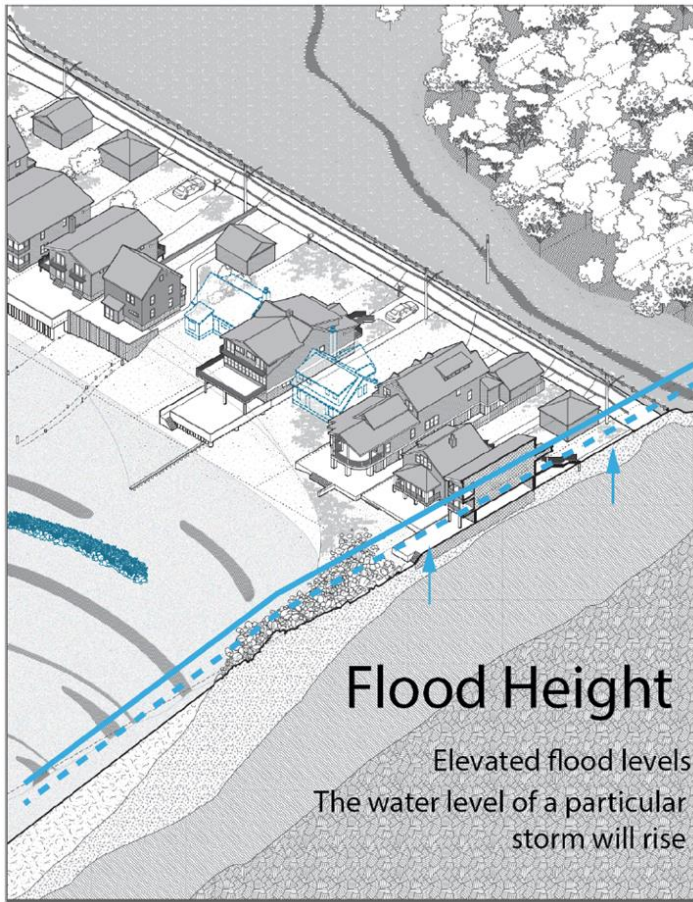 Flood Height
Elevated flood levels
The water level of a particular
storm will rise